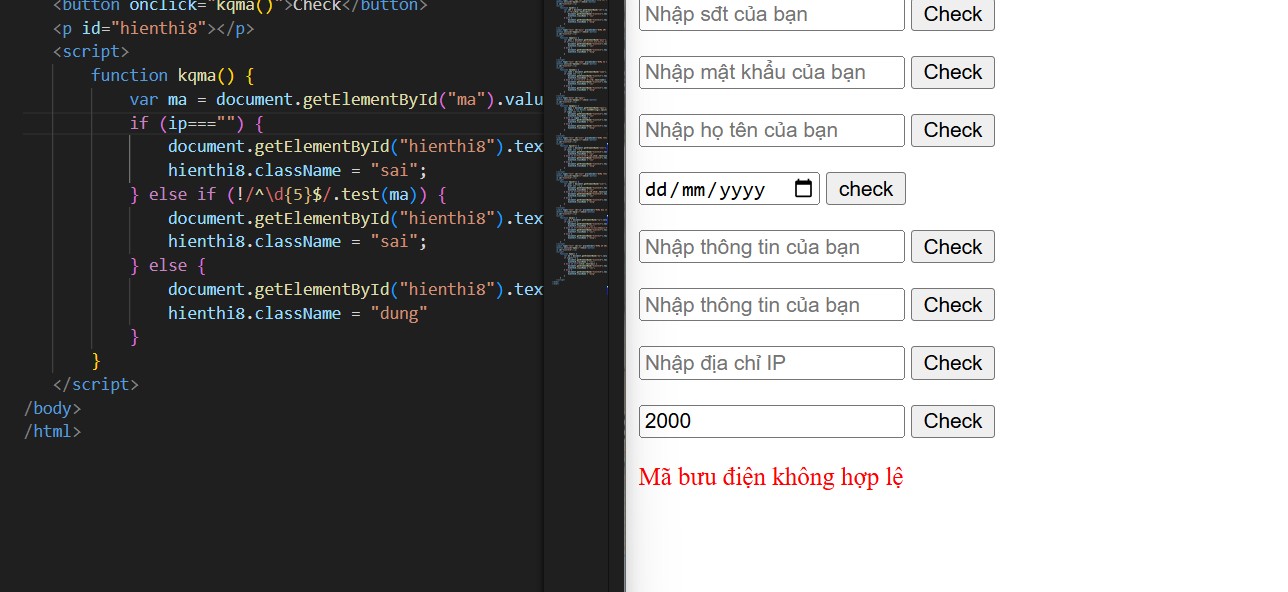 <button onclick="kqma()">Check</button>
<p id="hienthi8"></p>
<script>
function kqma() {
var ma = document.getElementById("ma").valu
if (ip==="") {
document.getElementById("hienthi8").tex
hienthi8.className = "sai";
} else if (!/^\d{5}$/.test(ma)) {
document.getElementById("hienthi8").tex
hienthi8.className = "sai";
} else {
document.getElementById("hienthi8").tex
hienthi8.className = "dung"
}
}
</script>
/body>
/html>
Nhập sđt của bạn Check
Nhập mật khẩu của bạn Check
Nhập họ tên của bạn Check
dd/mm/yyyy check
Nhập thông tin của bạn Check
Nhập thông tin của bạn Check
Nhập địa chỉ IP Check
2000 Check
Mã bưu điện không hợp lệ